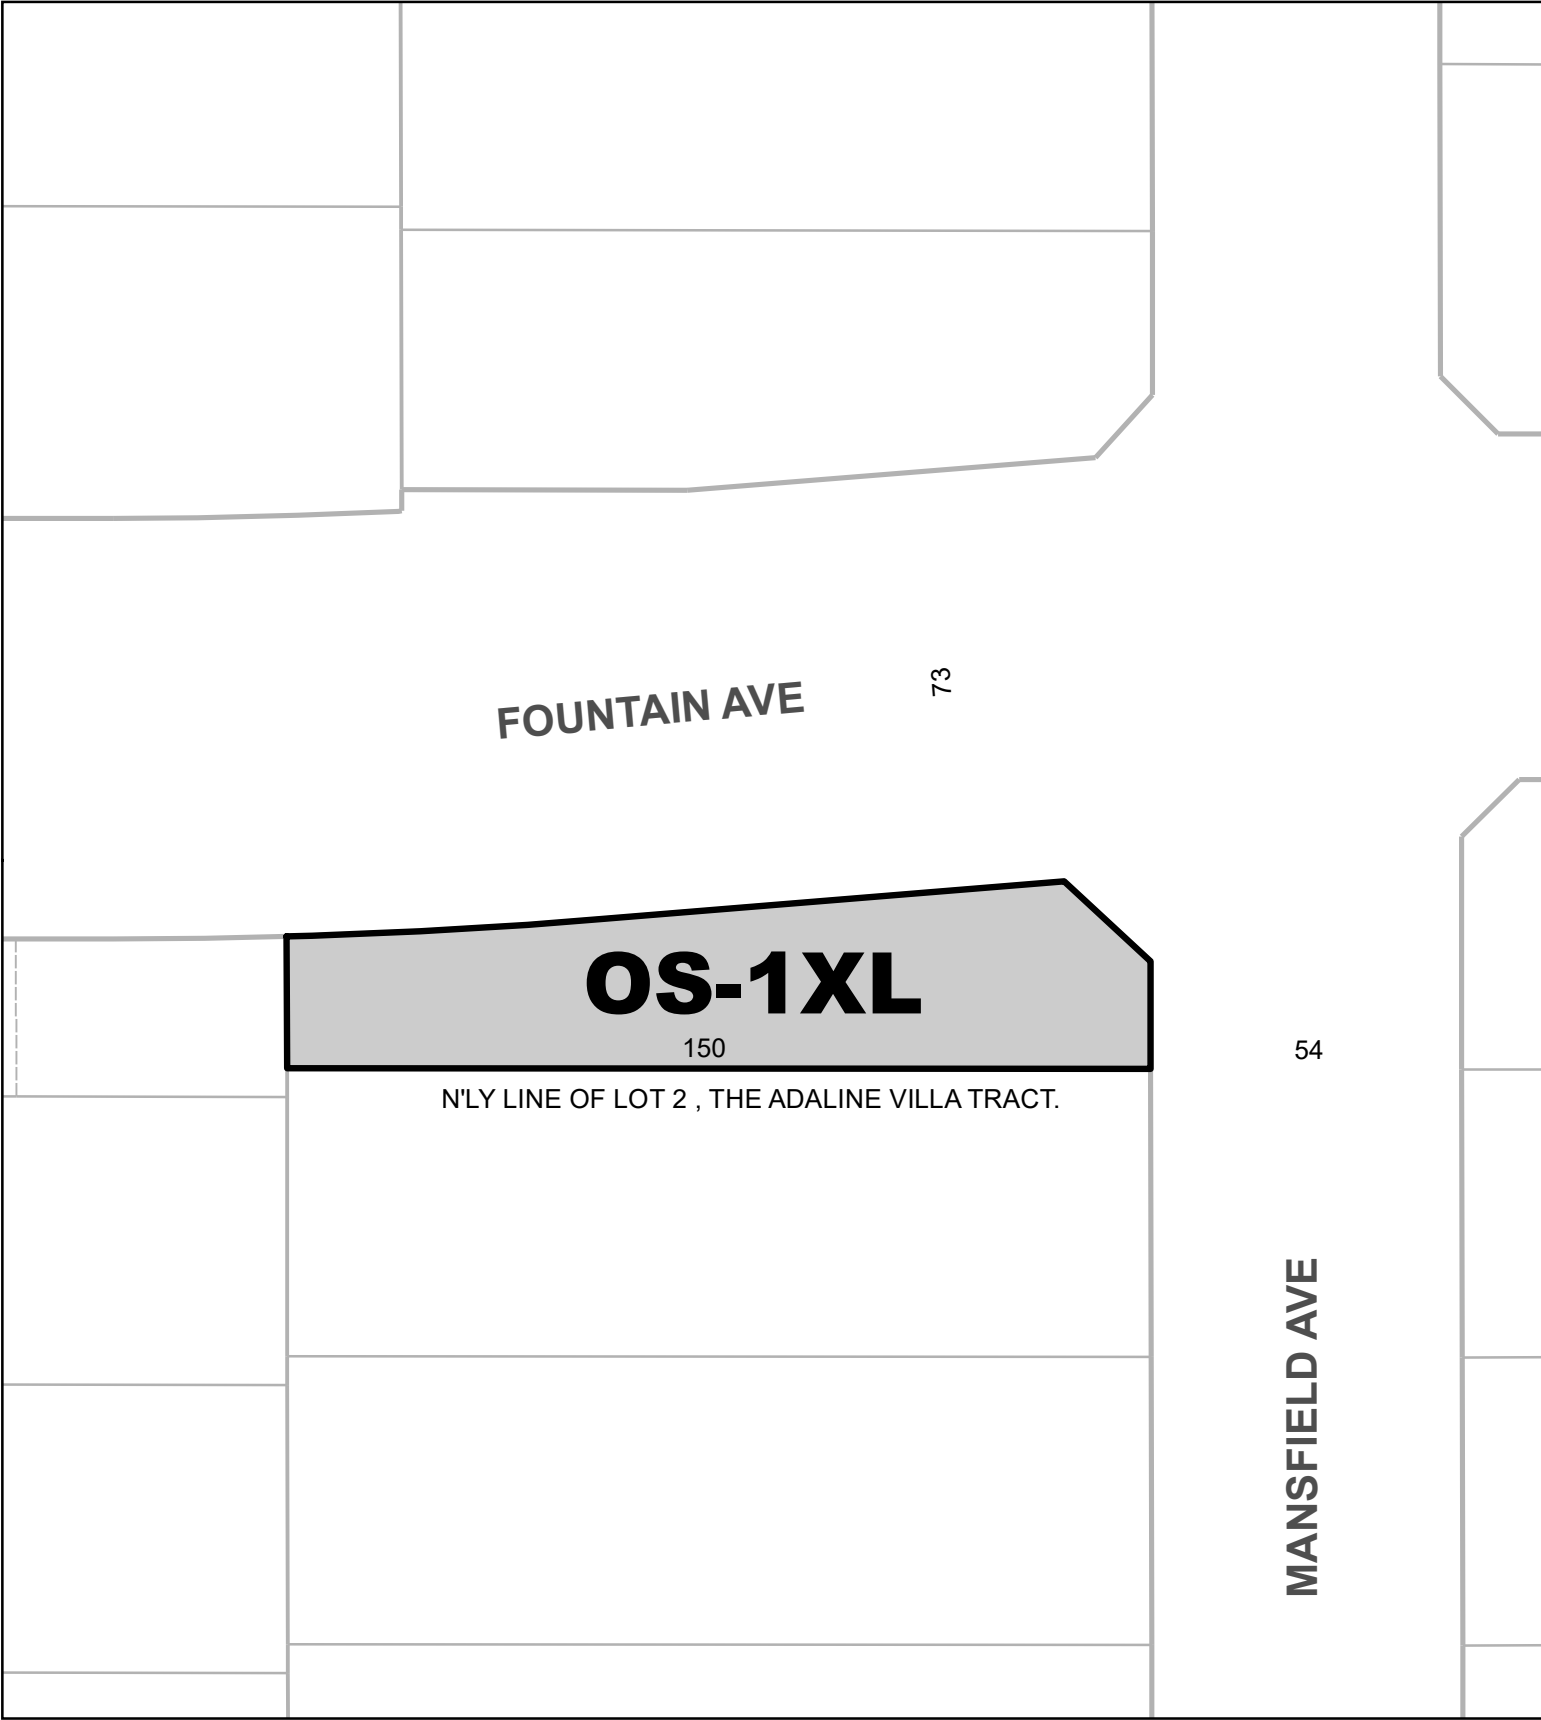 73
FOUNTAIN AVE
OS-1XL
150
54
N'LY LINE OF LOT 2 , THE ADALINE VILLA TRACT.
MANSFIELD AVE